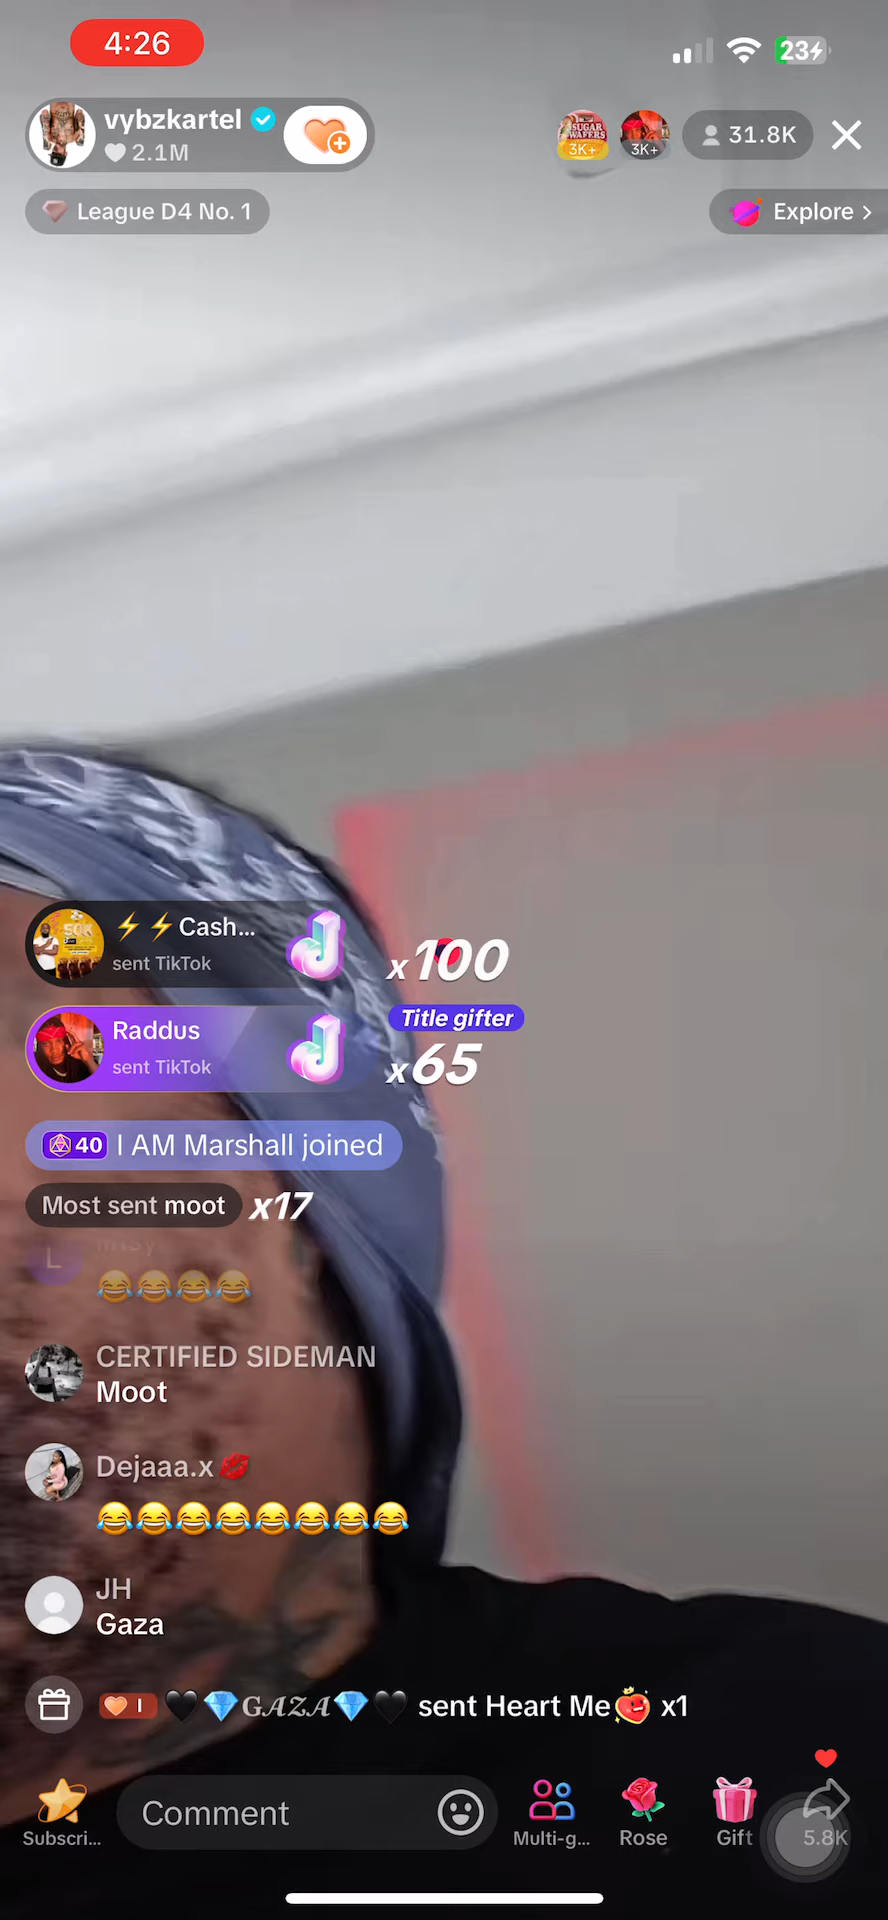 4:26
23
vybzkartel
2.1M
SUGAR WAFERS
3K+
3K+
31.8K
League D4 No. 1
Explore
50K
⚡⚡Cash...
sent TikTok
x100
Raddus
sent TikTok
Title gifter
x65
40 I AM Marshall joined
Most sent moot x17
L
😂😂😂😂
CERTIFIED SIDEMAN
Moot
Dejaaa.x💋
😂😂😂😂😂😂😂😂
JH
Gaza
I 🖤💎GAZA💎🖤 sent Heart Me x1
Subscri...
Comment
Multi-g...
Rose
Gift
5.8K